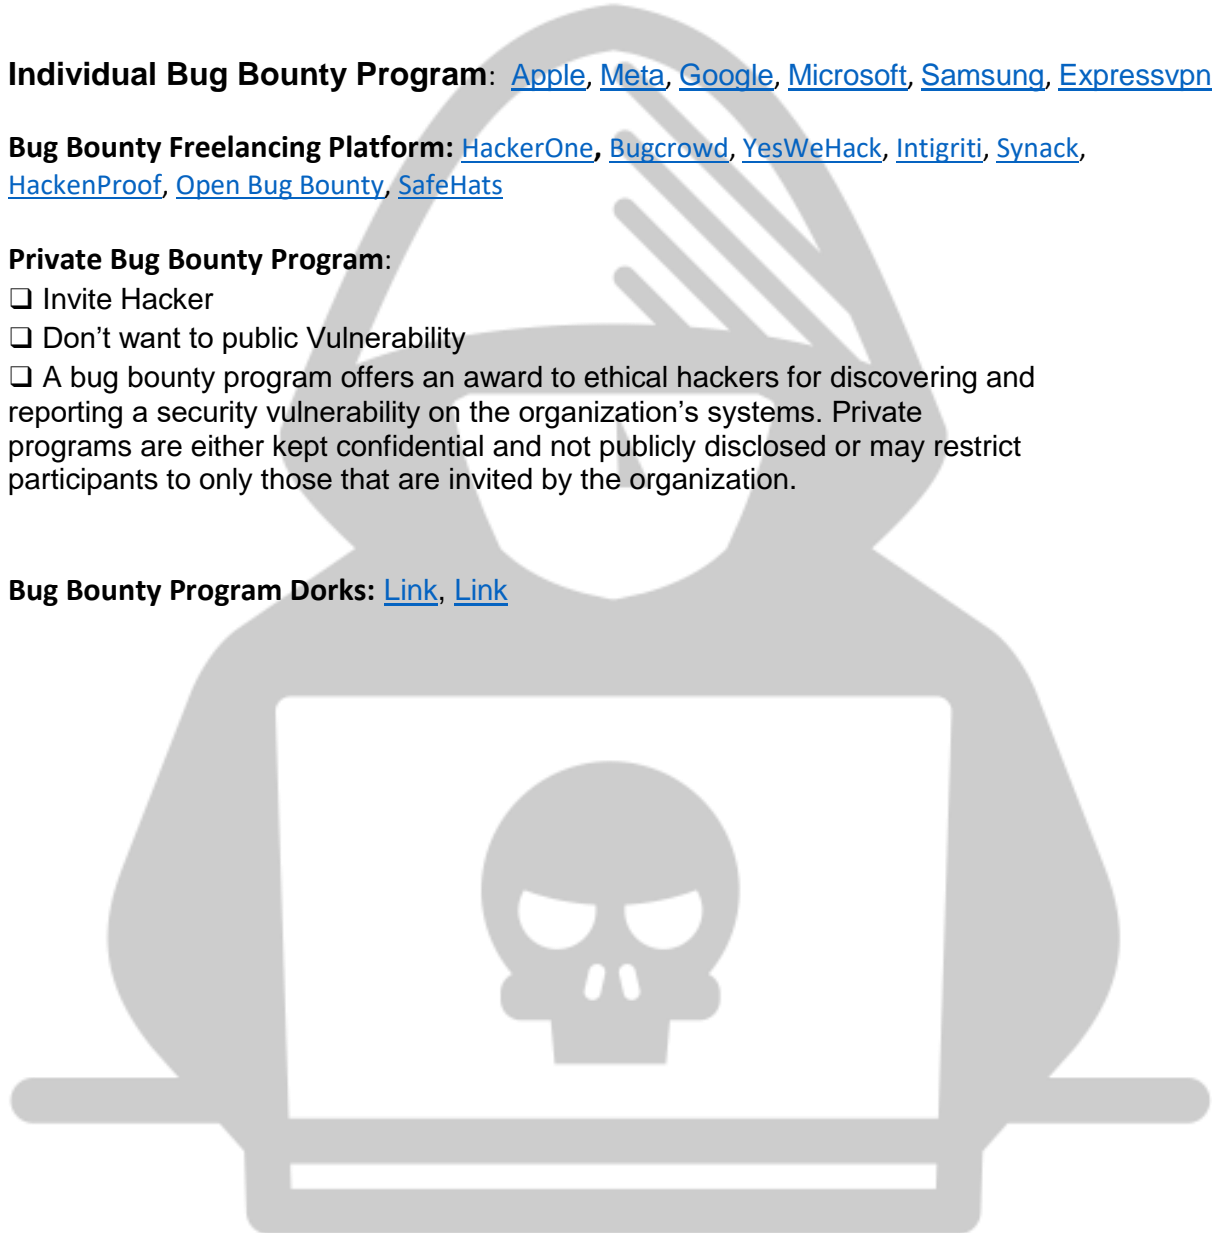 Individual Bug Bounty Program: Apple, Meta, Google, Microsoft, Samsung, Expressvpn
Bug Bounty Freelancing Platform: HackerOne, Bugcrowd, YesWeHack, Intigriti, Synack,
HackenProof, Open Bug Bounty, SafeHats
Private Bug Bounty Program:
❑ Invite Hacker
❑ Don’t want to public Vulnerability
❑ A bug bounty program offers an award to ethical hackers for discovering and
reporting a security vulnerability on the organization’s systems. Private
programs are either kept confidential and not publicly disclosed or may restrict
participants to only those that are invited by the organization.
Bug Bounty Program Dorks: Link, Link